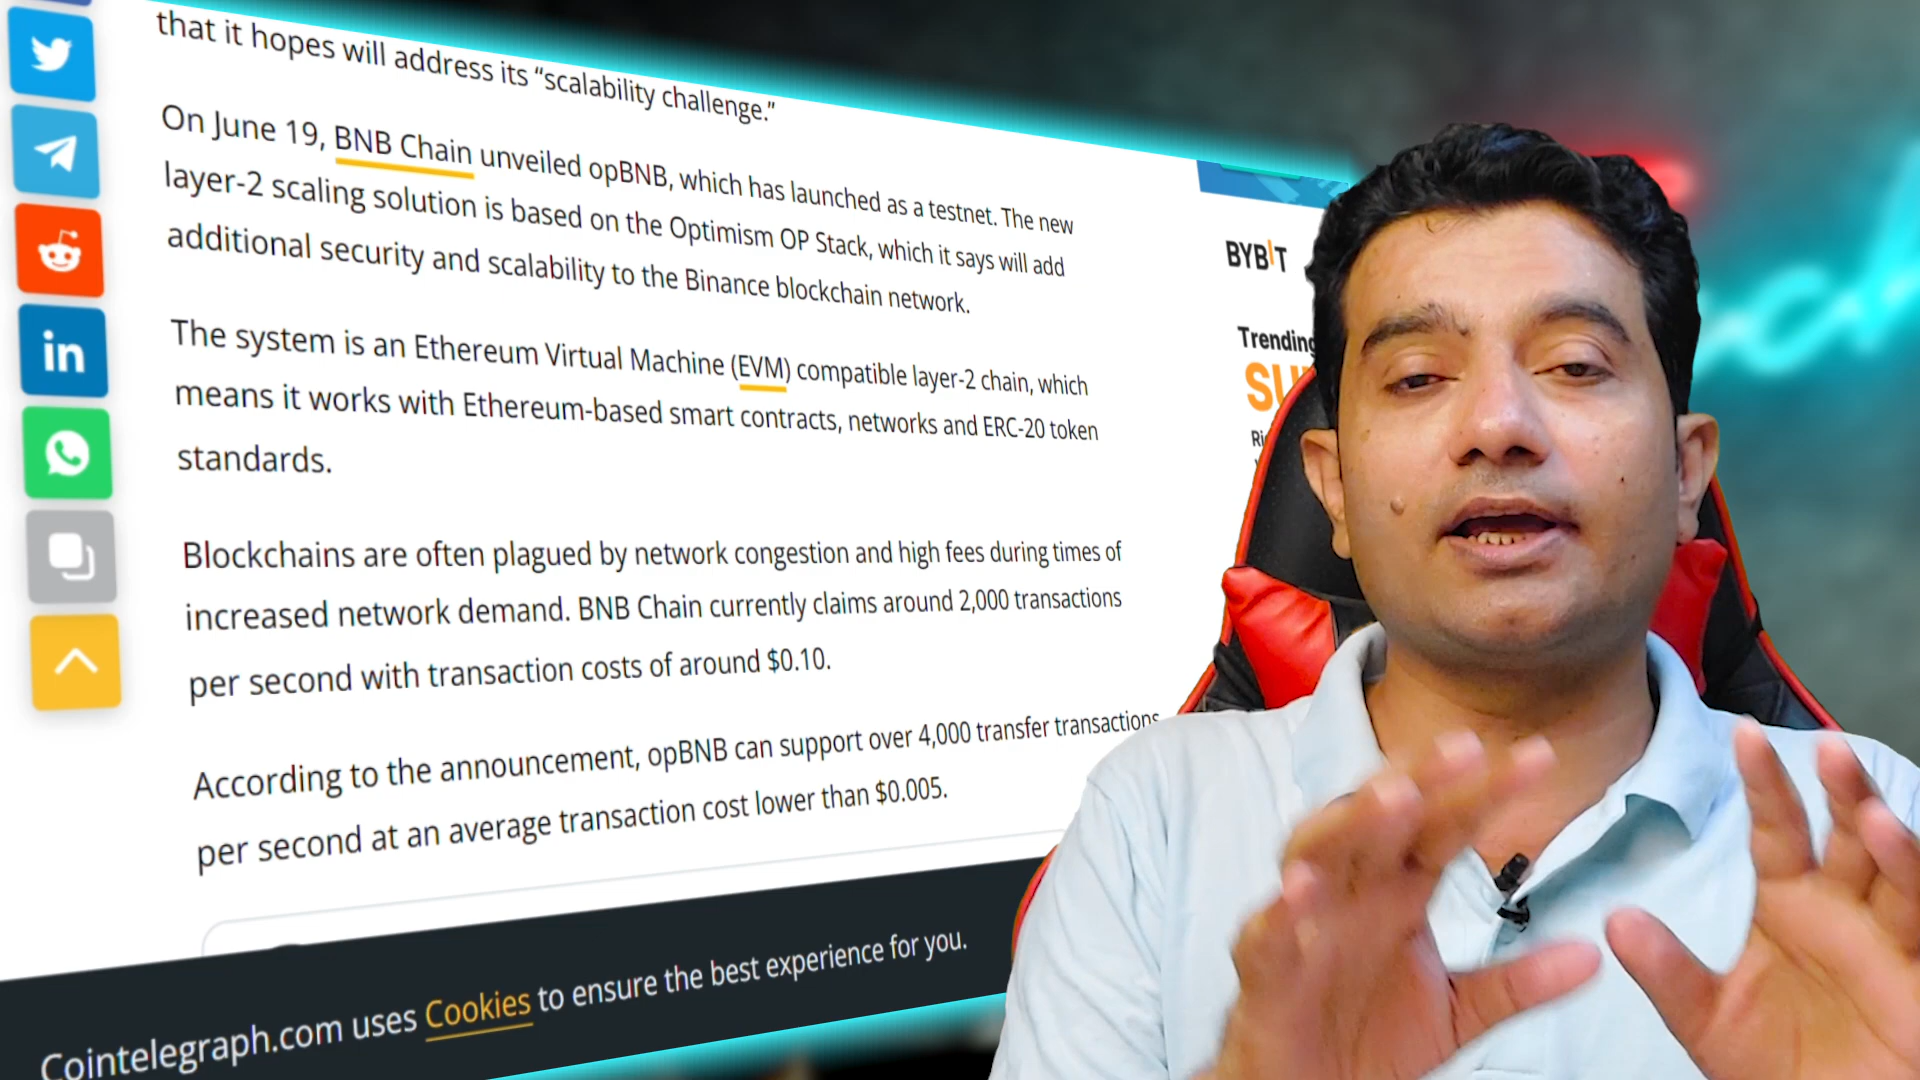 that it hopes will address its “scalability challenge.”
On June 19, BNB Chain unveiled opBNB, which has launched as a testnet. The new
layer-2 scaling solution is based on the Optimism OP Stack, which it says will add
additional security and scalability to the Binance blockchain network.
The system is an Ethereum Virtual Machine (EVM) compatible layer-2 chain, which
means it works with Ethereum-based smart contracts, networks and ERC-20 token
standards.
Blockchains are often plagued by network congestion and high fees during times of
increased network demand. BNB Chain currently claims around 2,000 transactions
per second with transaction costs of around $0.10.
According to the announcement, opBNB can support over 4,000 transfer transactions
per second at an average transaction cost lower than $0.005.
Cointelegraph.com uses Cookies to ensure the best experience for you.
in
BYBIT
Trending